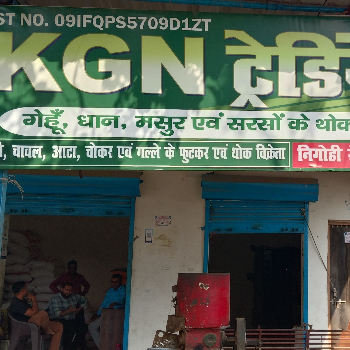 ST NO. 09IFQPS5709D1ZT
KGN ट्रेडि
गेहूँ, धान, मसुर एवं सरसों के थोक
चावल, आटा, चोकर एवं गल्ले के फुटकर एवं थोक विक्रेता
निगोही